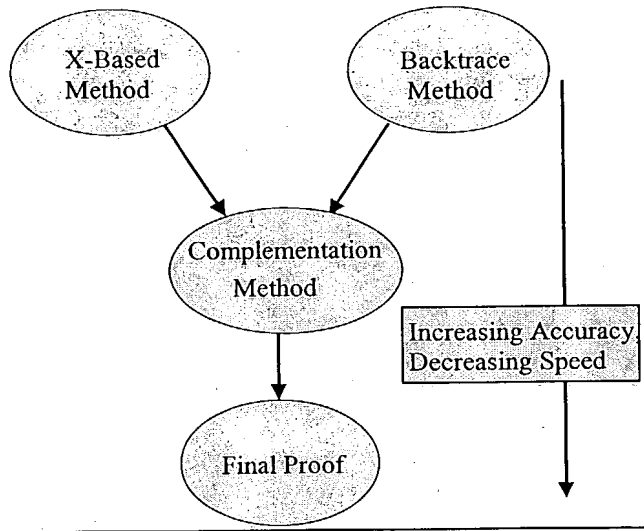 X-Based
Method
Backtrace
Method
Complementation
Method
Increasing Accuracy
Decreasing Speed
Final Proof